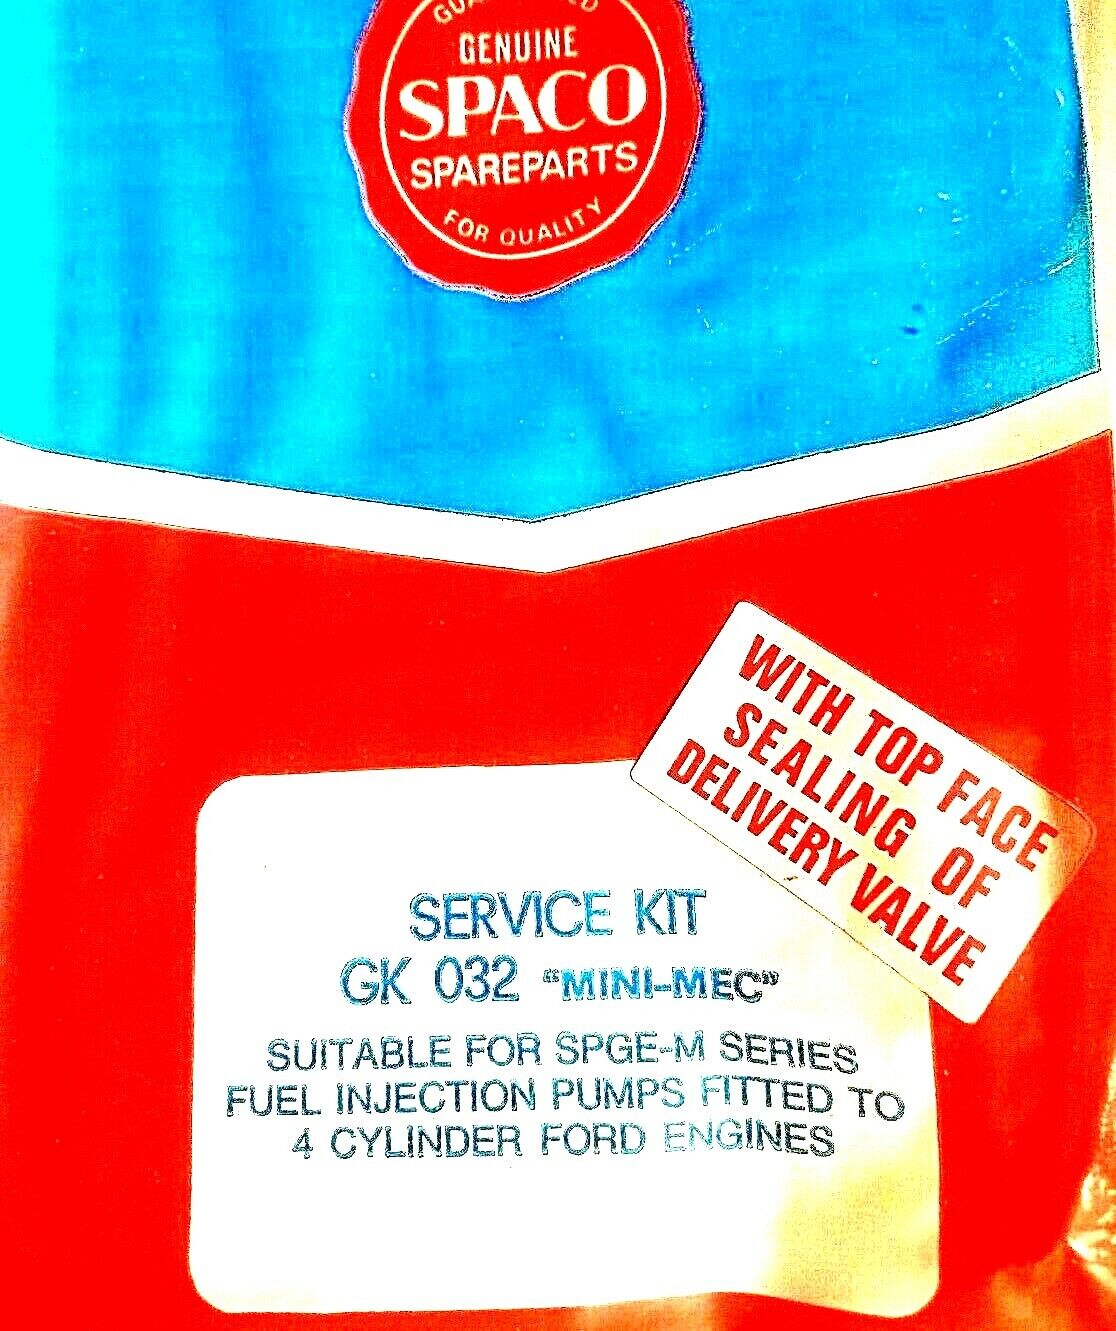 GENUINE
SPACO
SPAREPARTS
FOR QUALITY
WITH TOP FACE
SEALING OF
DELIVERY VALVE
SERVICE KIT
GK 032 "MINI-MEC"
SUITABLE FOR SPGE-M SERIES
FUEL INJECTION PUMPS FITTED TO
4 CYLINDER FORD ENGINES